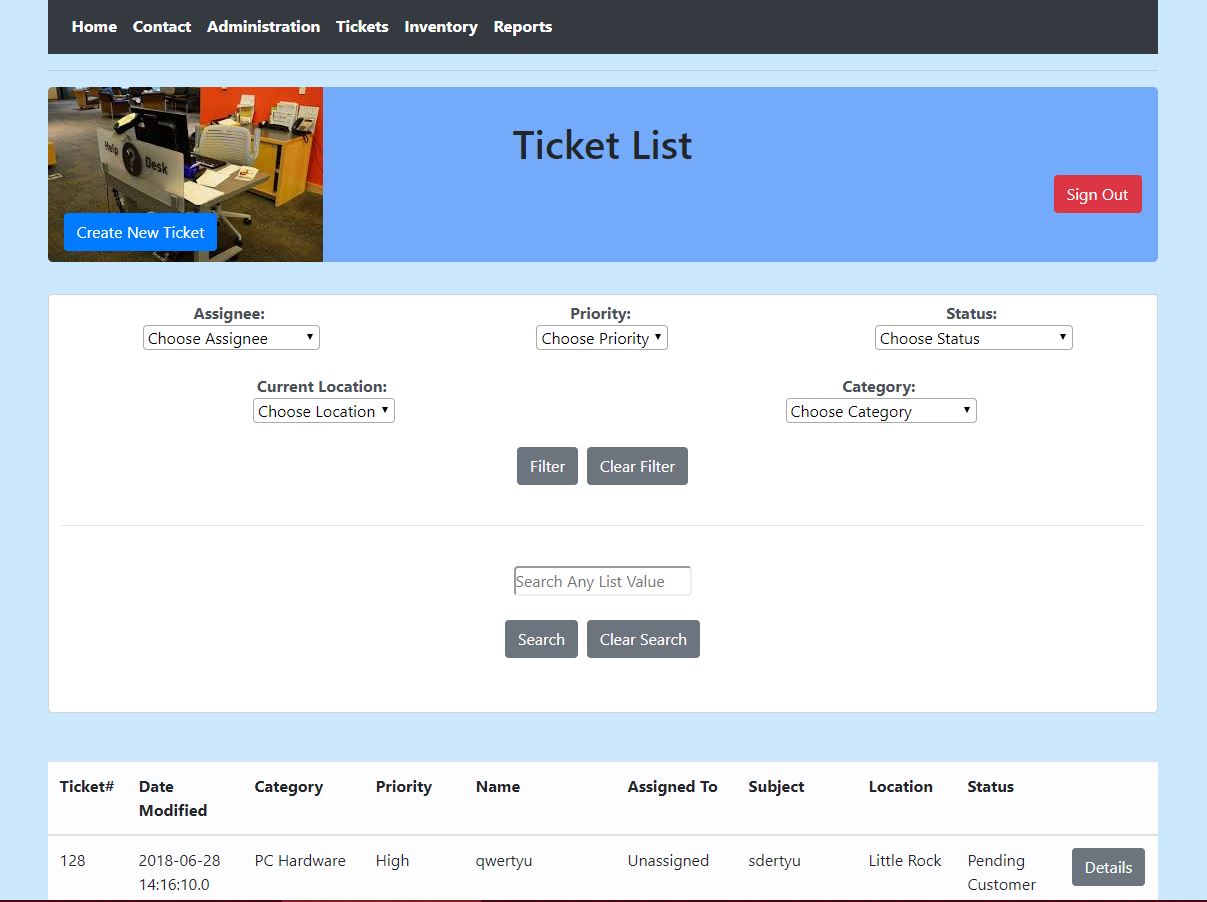 Home Contact Administration Tickets Inventory Reports
Ticket List
Help ? Desk
Sign Out
Create New Ticket
Assignee: Priority: Status:
Choose Assignee Choose Priority Choose Status
Current Location: Category:
Choose Location Choose Category
Filter Clear Filter
Search Any List Value
Search Clear Search
Ticket# Date Category Priority Name Assigned To Subject Location Status
Modified
128 2018-06-28 PC Hardware High qwertyu Unassigned sdertyu Little Rock Pending Details
14:16:10.0 Customer